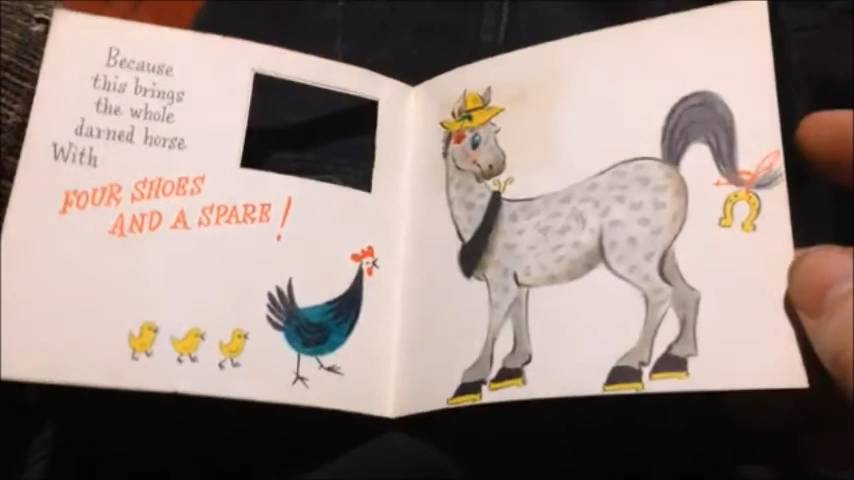 Because
this brings
the whole
darned horse
With
FOUR SHOES
AND A SPARE!